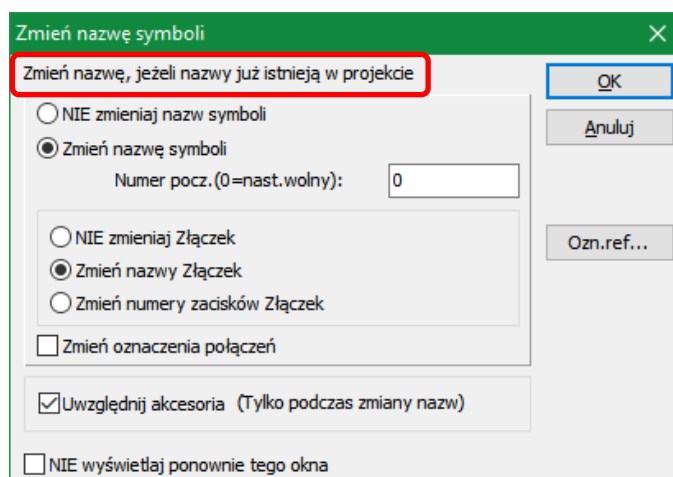 Zmień nazwę symboli
Zmień nazwę, jeżeli nazwy już istnieją w projekcie
OK
NIE zmieniaj nazw symboli
Anuluj
Zmień nazwę symboli
Numer pocz.(0=nast.wolny): 0
NIE zmieniaj Złączek
Ozn.ref...
Zmień nazwy Złączek
Zmień numery zacisków Złączek
Zmień oznaczenia połączeń
Uwzględnij akcesoria (Tylko podczas zmiany nazw)
NIE wyświetlaj ponownie tego okna